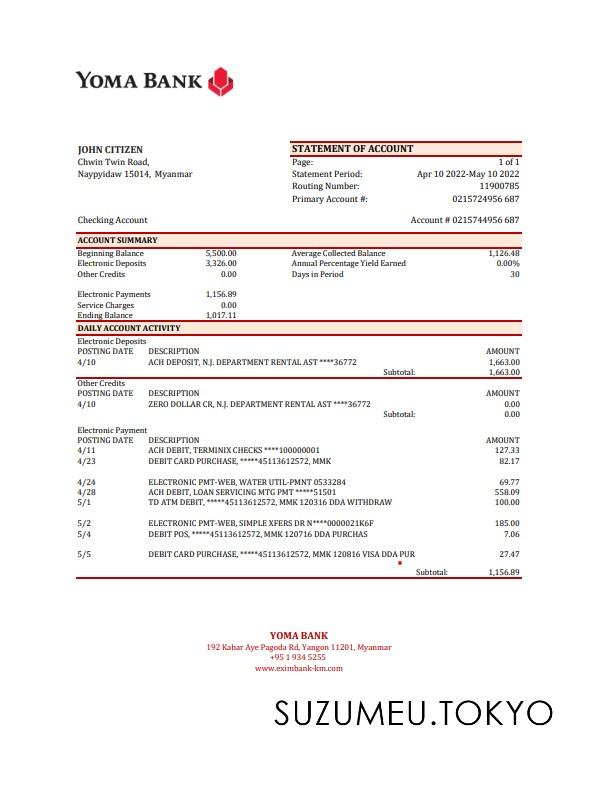 YOMA BANK
JOHN CITIZEN
Chwin Twin Road,
Naypyidaw 15014, Myanmar
STATEMENT OF ACCOUNT
Page: 1 of 1
Statement Period: Apr 10 2022-May 10 2022
Routing Number: 11900785
Primary Account #: 0215724956 687
Checking Account Account # 0215744956 687
ACCOUNT SUMMARY
Beginning Balance 5,500.00 Average Collected Balance 1,126.48
Electronic Deposits 3,326.00 Annual Percentage Yield Earned 0.00%
Other Credits 0.00 Days in Period 30
Electronic Payments 1,156.89
Service Charges 0.00
Ending Balance 1,017.11
DAILY ACCOUNT ACTIVITY
Electronic Deposits
POSTING DATE DESCRIPTION AMOUNT
4/10 ACH DEPOSIT, N.J. DEPARTMENT RENTAL AST ****36772 1,663.00
Subtotal: 1,663.00
Other Credits
POSTING DATE DESCRIPTION AMOUNT
4/10 ZERO DOLLAR CR, N.J. DEPARTMENT RENTAL AST ****36772 0.00
Subtotal: 0.00
Electronic Payment
POSTING DATE DESCRIPTION AMOUNT
4/11 ACH DEBIT, TERMINIX CHECKS ****100000001 127.33
4/23 DEBIT CARD PURCHASE, *****45113612572, MMK 82.17
4/24 ELECTRONIC PMT-WEB, WATER UTIL-PMNT 0533284 69.77
4/28 ACH DEBIT, LOAN SERVICING MTG PMT *****51501 558.09
5/1 TD ATM DEBIT, *****45113612572, MMK 120316 DDA WITHDRAW 100.00
5/2 ELECTRONIC PMT-WEB, SIMPLE XFERS DR N****0000021K6F 185.00
5/4 DEBIT POS, *****45113612572, MMK 120716 DDA PURCHAS 7.06
5/5 DEBIT CARD PURCHASE, *****45113612572, MMK 120816 VISA DDA PUR 27.47
Subtotal: 1,156.89
YOMA BANK
192 Kabar Aye Pagoda Rd, Yangon 11201, Myanmar
+95 1 934 5255
www.eximbank-km.com
SUZUMEU.TOKYO